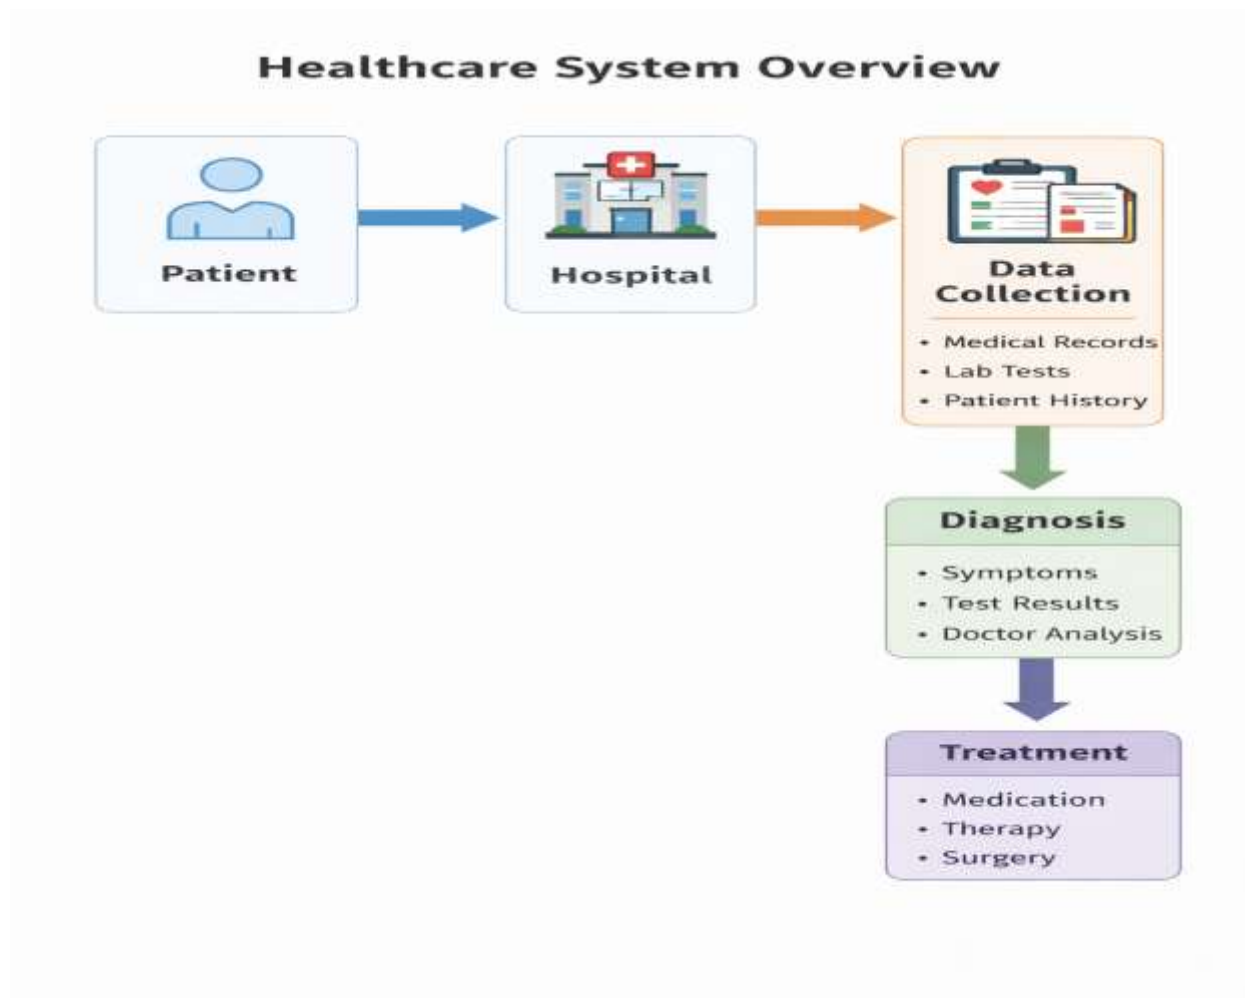 Healthcare System Overview
Patient
Hospital
Data
Collection
• Medical Records
• Lab Tests
• Patient History
Diagnosis
• Symptoms
• Test Results
• Doctor Analysis
Treatment
• Medication
• Therapy
• Surgery